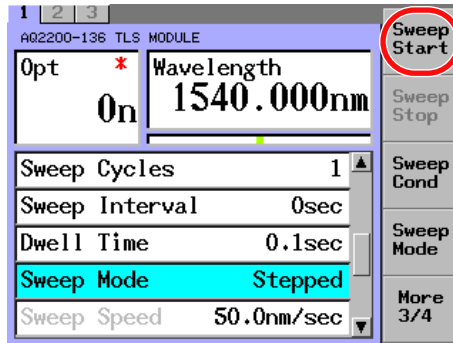 1 2 3
AQ2200-136 TLS MODULE
Opt *
On
Wavelength
1540.000nm
Sweep Cycles 1
Sweep Interval 0sec
Dwell Time 0.1sec
Sweep Mode Stepped
Sweep Speed 50.0nm/sec
Sweep
Start
Sweep
Stop
Sweep
Cond
Sweep
Mode
More
3/4